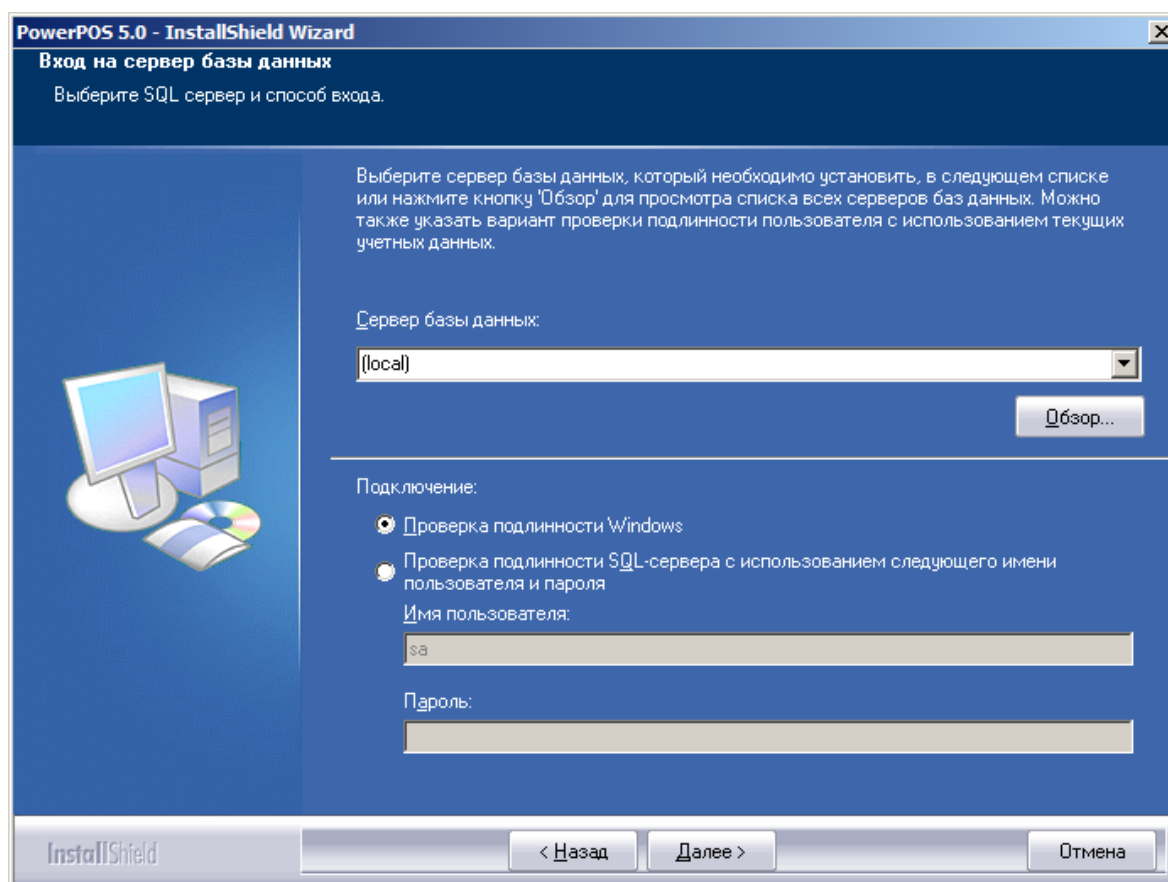 PowerPOS 5.0 - InstallShield Wizard
Вход на сервер базы данных
Выберите SQL сервер и способ входа.
Выберите сервер базы данных, который необходимо установить, в следующем списке
или нажмите кнопку 'Обзор' для просмотра списка всех серверов баз данных. Можно
также указать вариант проверки подлинности пользователя с использованием текущих
учетных данных.
Сервер базы данных:
(local)
Обзор...
Подключение:
Проверка подлинности Windows
Проверка подлинности SQL-сервера с использованием следующего имени
пользователя и пароля
Имя пользователя:
sa
Пароль:
InstallShield
< Назад
Далее >
Отмена